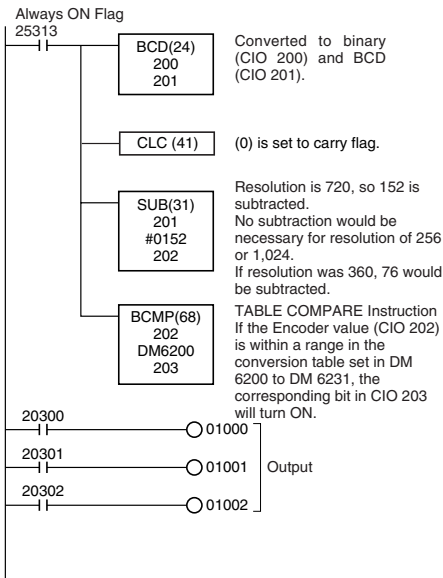 Always ON Flag
25313
BCD(24)
200
201
Converted to binary
(CIO 200) and BCD
(CIO 201).
CLC (41)
(0) is set to carry flag.
SUB(31)
201
#0152
202
Resolution is 720, so 152 is
subtracted.
No subtraction would be
necessary for resolution of 256
or 1,024.
If resolution was 360, 76 would
be subtracted.
BCMP(68)
202
DM6200
203
TABLE COMPARE Instruction
If the Encoder value (CIO 202)
is within a range in the
conversion table set in DM
6200 to DM 6231, the
corresponding bit in CIO 203
will turn ON.
20300
01000
20301
01001
Output
20302
01002